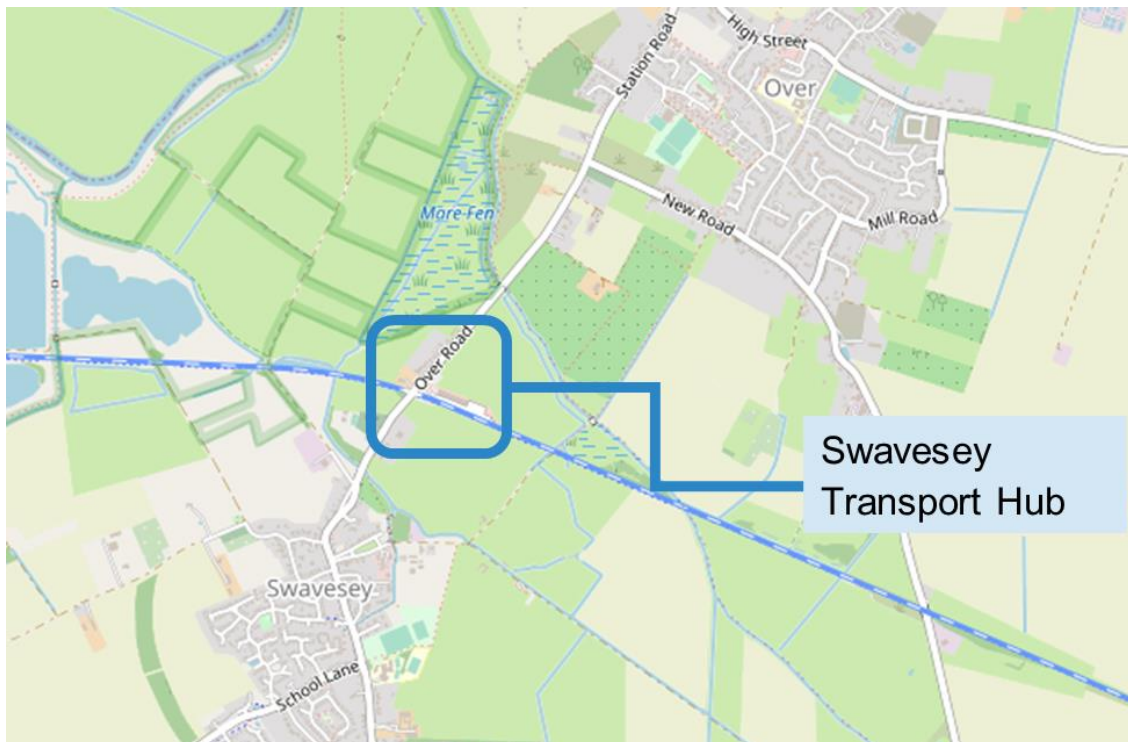 High Street
Station Road
Over
More Fen
New Road
Mill Road
Over Road
Swavesey
Transport Hub
Swavesey
School Lane